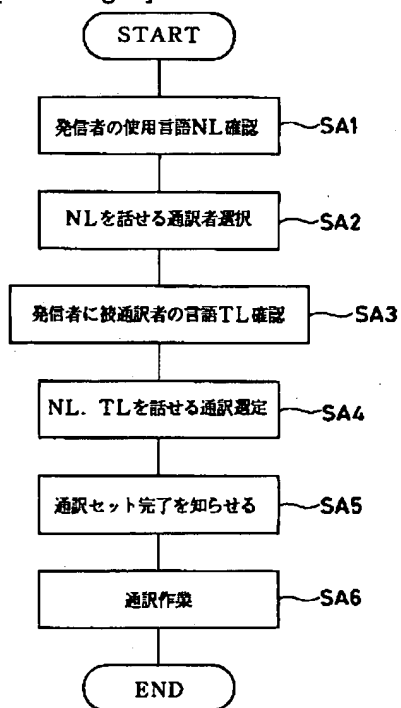 START
発信者の使用言語NL確認 SA1
NLを話せる通訳者選択 SA2
発信者に被通訳者の言語TL確認 SA3
NL．TLを話せる通訳選定 SA4
通訳セット完了を知らせる SA5
通訳作業 SA6
END